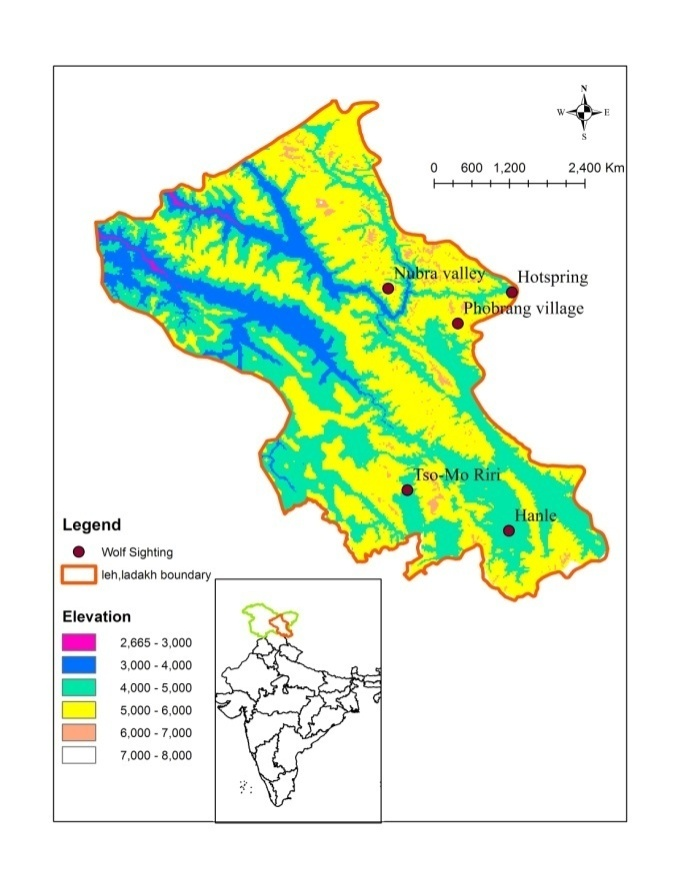 N
W E
S
0 600 1,200 2,400 Km
Nubra valley
Hotspring
Phobrang village
Tso-Mo Riri
Hanle
Legend
Wolf Sighting
leh,ladakh boundary
Elevation
2,665 - 3,000
3,000 - 4,000
4,000 - 5,000
5,000 - 6,000
6,000 - 7,000
7,000 - 8,000